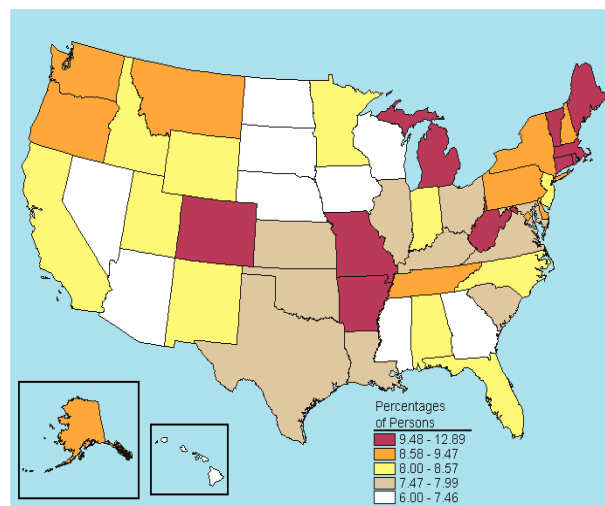 Percentages
of Persons
9.48 - 12.89
8.58 - 9.47
8.00 - 8.57
7.47 - 7.99
6.00 - 7.46